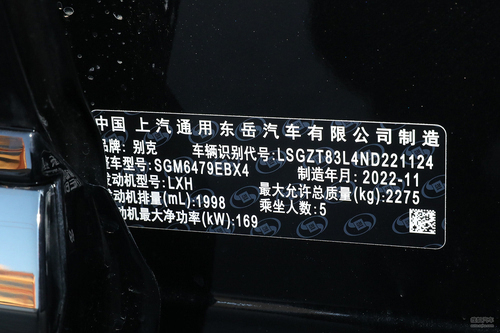 中国 上汽通用东岳汽车有限公司制造
品牌: 别克 车辆识别代号: LSGZT83L4ND221124
整车型号: SGM6479EBX4 制造年月: 2022-11
发动机型号: LXH 最大允许总质量(kg): 2275
发动机排量(mL): 1998 乘坐人数: 5
发动机最大净功率(kW): 169